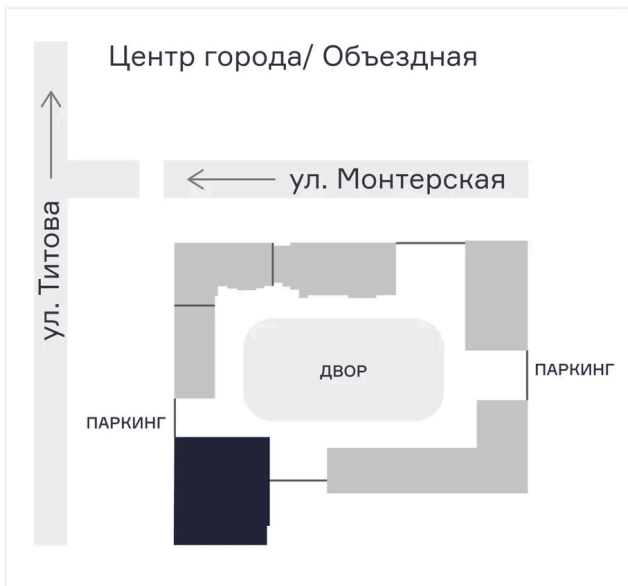 Центр города/ Объездная
ул. Монтерская
ул. Титова
ДВОР
ПАРКИНГ
ПАРКИНГ